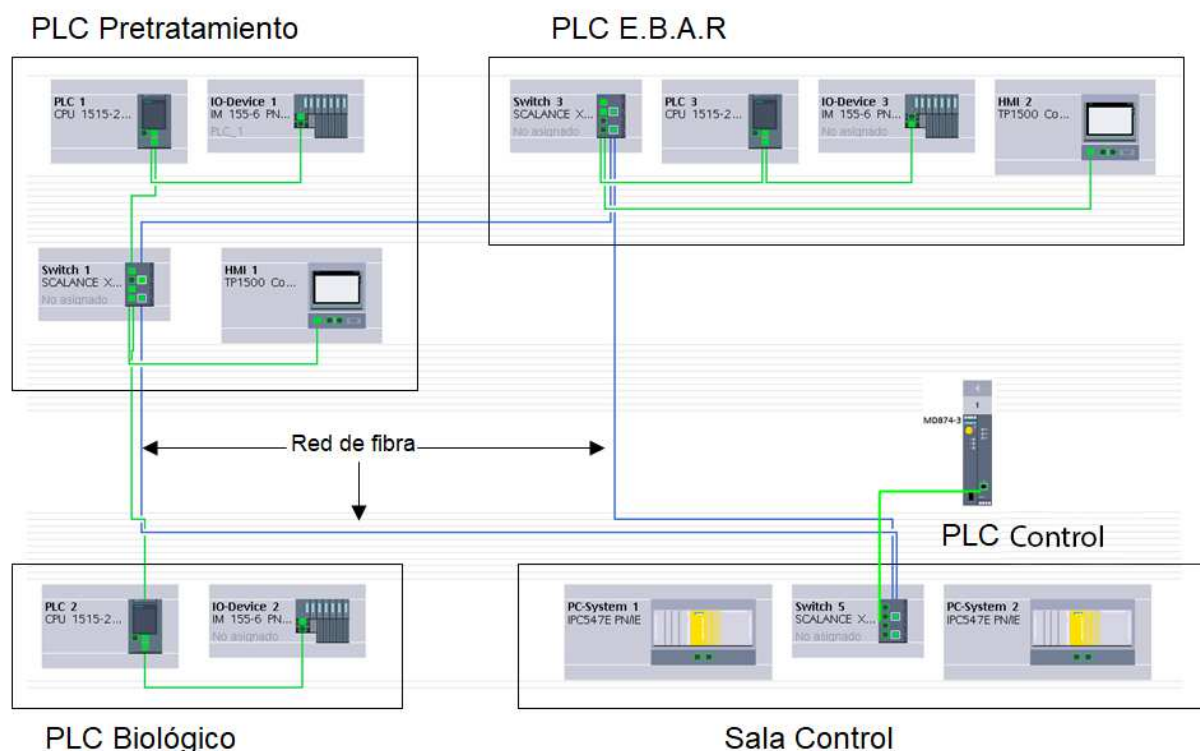 PLC Pretratamiento
PLC E.B.A.R
PLC 1
CPU 1515-2...
IO-Device 1
IM 155-6 PN...
PLC_1
Switch 3
SCALANCE X...
No asignado
PLC 3
CPU 1515-2...
IO-Device 3
IM 155-6 PN...
No asignado
HMI 2
TP1500 Co...
Switch 1
SCALANCE X...
No asignado
HMI 1
TP1500 Co...
1
MD874-3
Red de fibra
PLC Control
PLC 2
CPU 1515-2...
IO-Device 2
IM 155-6 PN...
No asignado
PC-System 1
IPC547E PN/IE
Switch 5
SCALANCE X...
No asignado
PC-System 2
IPC547E PN/IE
PLC Biológico
Sala Control